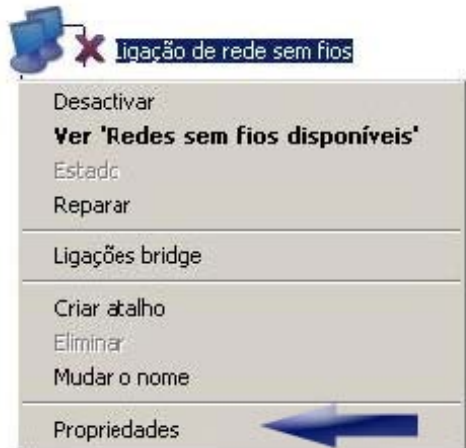 Ligação de rede sem fios
Desactivar
Ver 'Redes sem fios disponíveis'
Estado
Reparar
Ligações bridge
Criar atalho
Eliminar
Mudar o nome
Propriedades